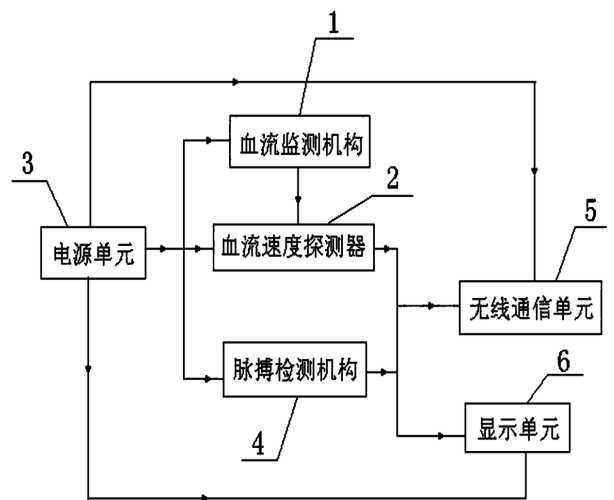 1
血流监测机构
3
2
电源单元
血流速度探测器
5
无线通信单元
脉搏检测机构
6
4
显示单元